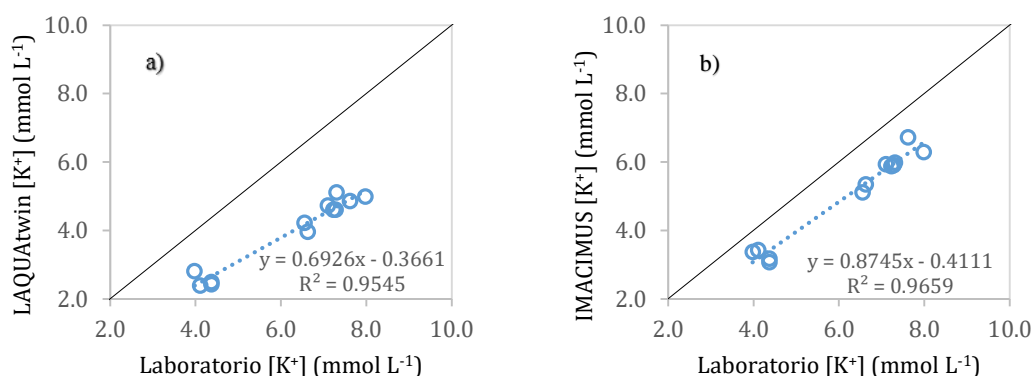 a)
LAQUAtwin [K⁺] (mmol L⁻¹)
10.0
8.0
6.0
4.0
2.0
y = 0.6926x - 0.3661
R² = 0.9545
2.0 4.0 6.0 8.0 10.0
Laboratorio [K⁺] (mmol L⁻¹)
b)
IMACIMUS [K⁺] (mmol L⁻¹)
10.0
8.0
6.0
4.0
2.0
y = 0.8745x - 0.4111
R² = 0.9659
2.0 4.0 6.0 8.0 10.0
Laboratorio [K⁺] (mmol L⁻¹)